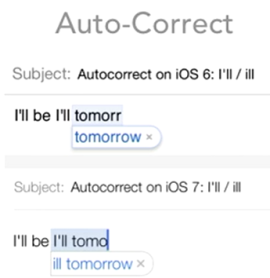 Auto-Correct
Subject: Autocorrect on iOS 6: I'll / ill
I'll be I'll tomorr
tomorrow ×
Subject: Autocorrect on iOS 7: I'll / ill
I'll be I'll tomo
ill tomorrow ×